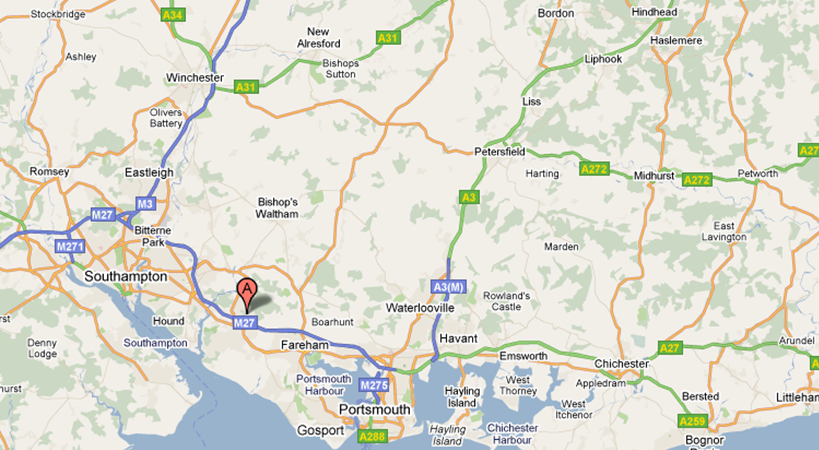 Stockbridge
A34
Ashley
Winchester
A31
Olivers
Battery
New
Alresford
A31
Bishops
Sutton
Bordon
Hindhead
Haslemere
Liphook
Liss
Petersfield
Harting
A272
Midhurst
A272
Petworth
A27
Romsey
Eastleigh
M3
M27
M271
Bitterne
Park
Bishop's
Waltham
A3
East
Lavington
Marden
Southampton
A
M27
A3(M)
Waterlooville
Rowland's
Castle
Hound
Southampton
Denny
Lodge
Boarhunt
Fareham
Havant
Emsworth
Chichester
A27
Arundel
A
Appledram
Portsmouth
Harbour
M275
Portsmouth
Gosport
A288
Hayling
Island
Hayling
Island
West
Thorney
West
Itchenor
Chichester
Harbour
Bersted
A259
Bognor
Littleham
rst
hurst